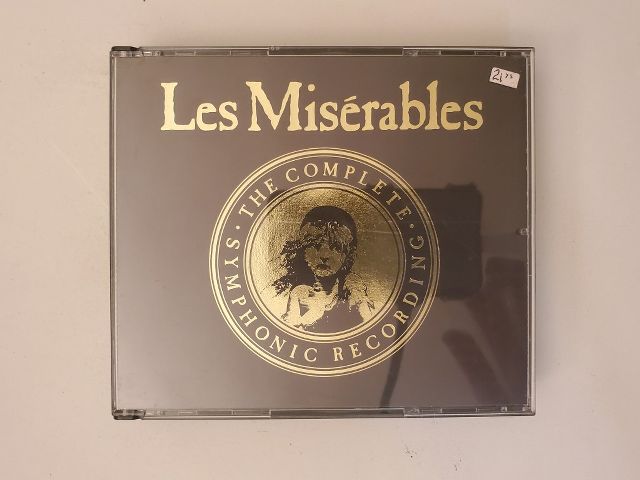 Les Misérables
THE COMPLETE
SYMPHONIC RECORDING